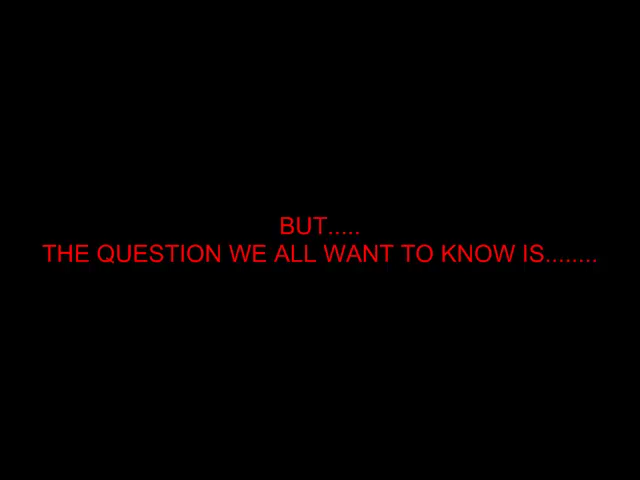 BUT.....
THE QUESTION WE ALL WANT TO KNOW IS........